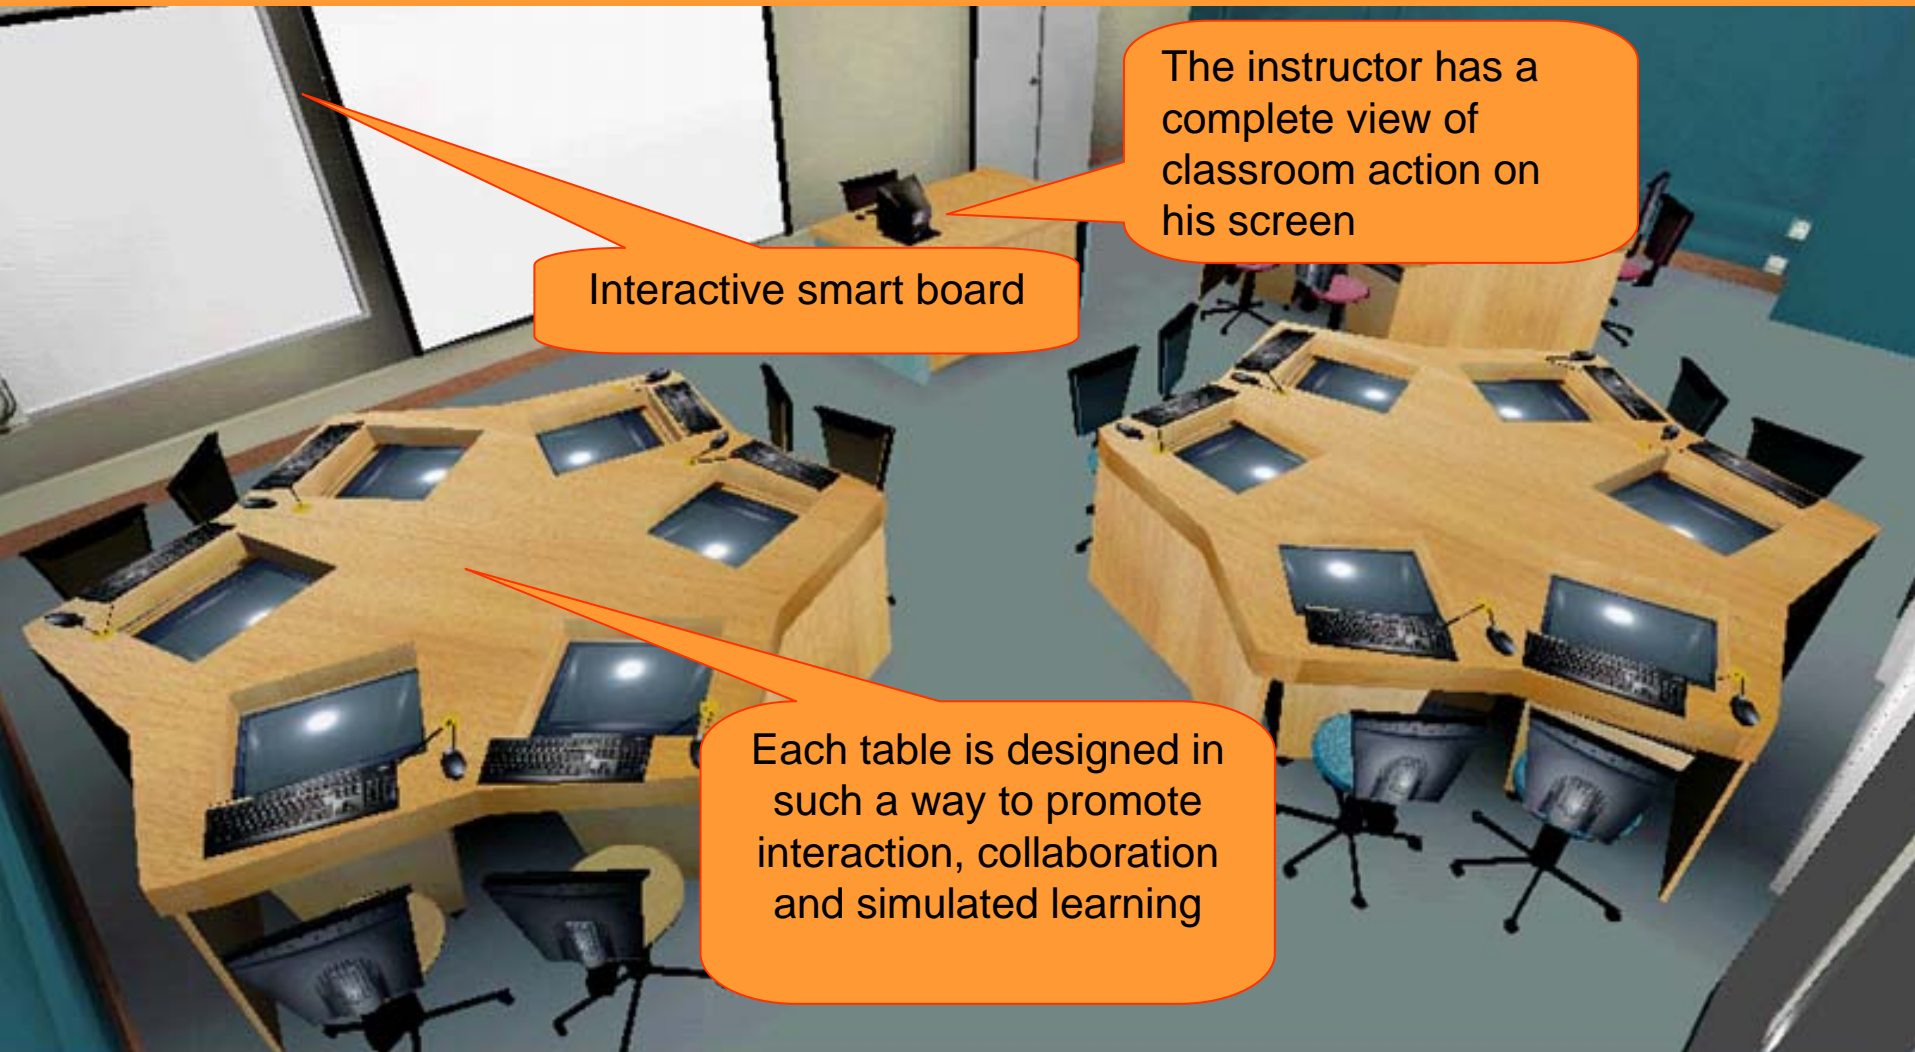 The instructor has a
complete view of
classroom action on
his screen
Interactive smart board
Each table is designed in
such a way to promote
interaction, collaboration
and simulated learning